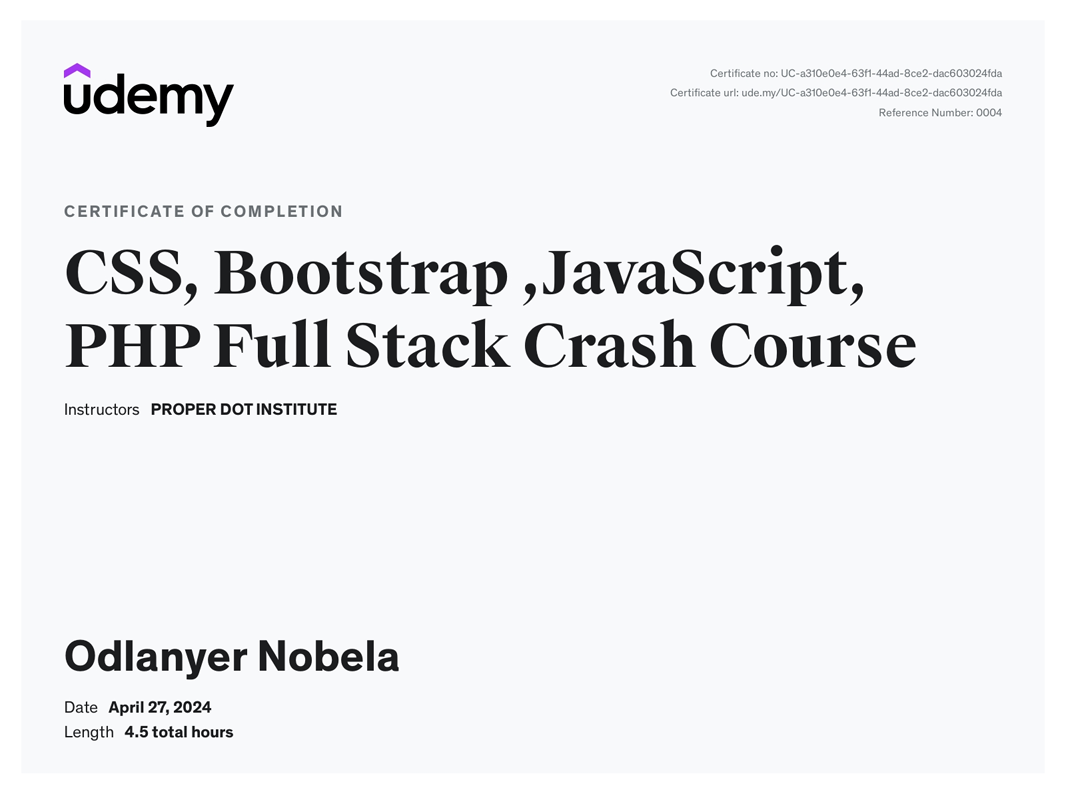 udemy
Certificate no: UC-a310e0e4-63f1-44ad-8ce2-dac603024fda
Certificate url: ude.my/UC-a310e0e4-63f1-44ad-8ce2-dac603024fda
Reference Number: 0004
CERTIFICATE OF COMPLETION
CSS, Bootstrap ,JavaScript,
PHP Full Stack Crash Course
Instructors PROPER DOT INSTITUTE
Odlanyer Nobela
Date April 27, 2024
Length 4.5 total hours